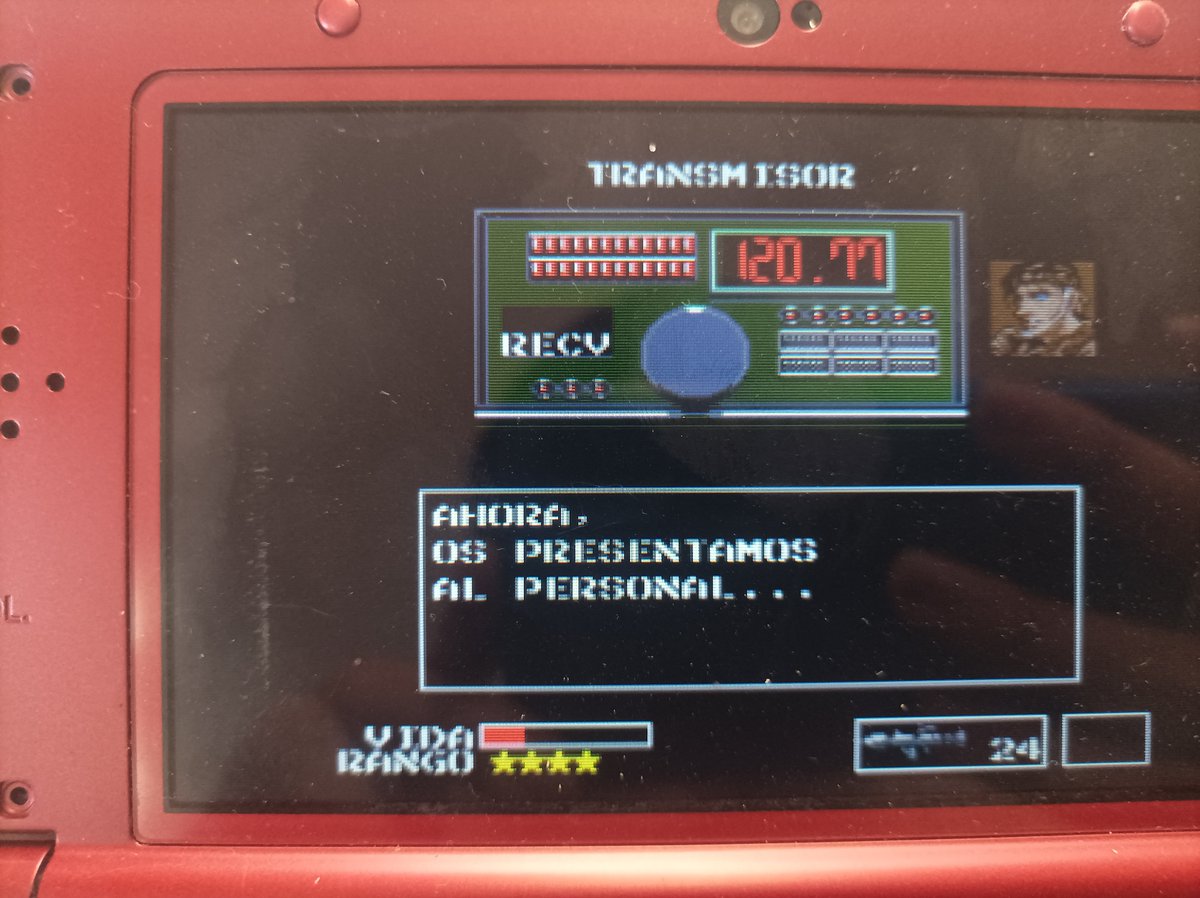 TRANSMISOR
120.77
RECV
AHORA,
OS PRESENTAMOS
AL PERSONAL...
VIDA
RANGO
24